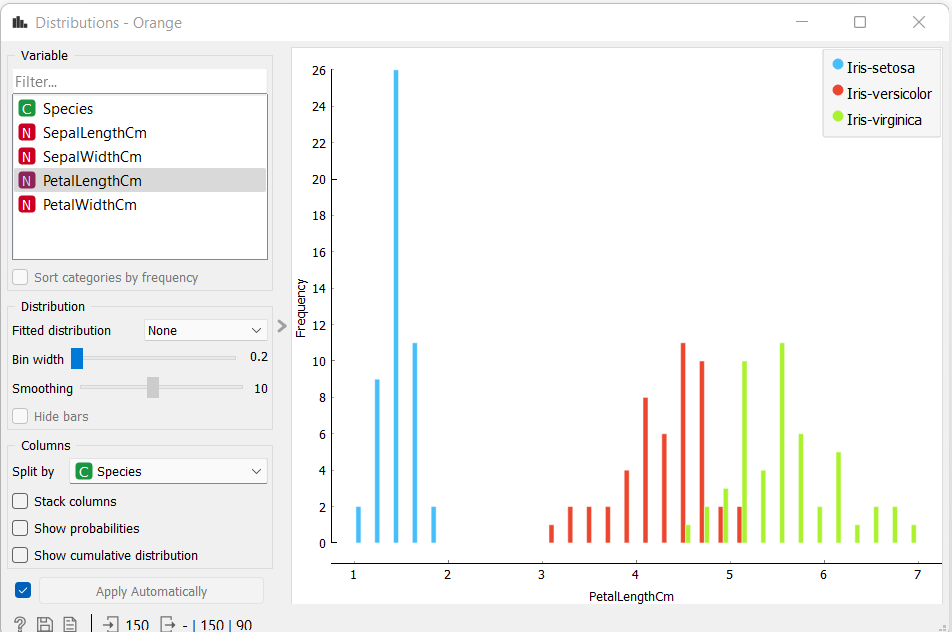 Distributions - Orange
Variable
Filter...
C Species
N SepalLengthCm
N SepalWidthCm
N PetalLengthCm
N PetalWidthCm
Sort categories by frequency
Distribution
Fitted distribution None
Bin width 0.2
Smoothing 10
Hide bars
Columns
Split by C Species
Stack columns
Show probabilities
Show cumulative distribution
Apply Automatically
? 150 - | 150 | 90
Iris-setosa
Iris-versicolor
Iris-virginica
Frequency
26
24
22
20
18
16
14
12
10
8
6
4
2
0
1 2 3 4 5 6 7
PetalLengthCm